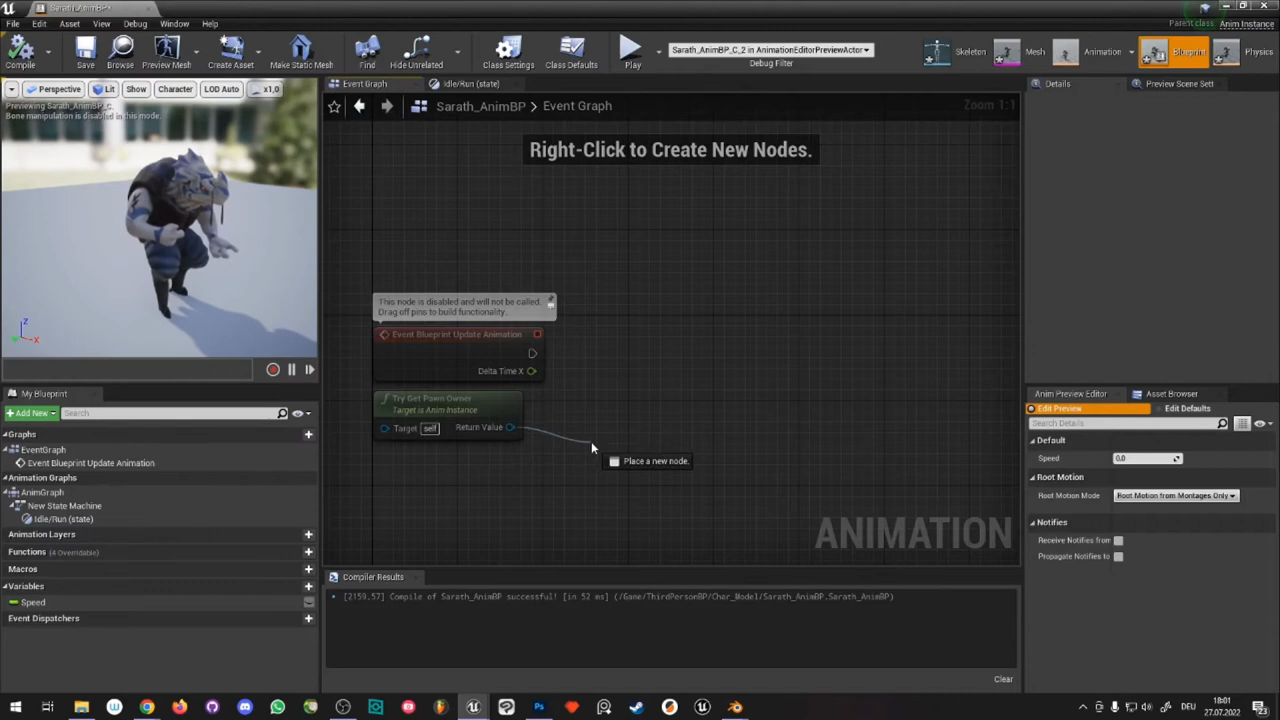 Sarath_AnimBP*
File Edit Asset View Debug Window Help
Parent class: Anim Instance
Compile Save Browse Preview Mesh Create Asset Make Static Mesh Find Hide Unrelated Class Settings Class Defaults Play
Sarath_AnimBP_C_2 in AnimationEditorPreviewActor
Debug Filter
Skeleton Mesh Animation Blueprint Physics
Perspective Lit Show Character LOD Auto x1,0
Previewing Sarath_AnimBP_C.
Bone manipulation is disabled in this mode.
z
x
Event Graph Idle/Run (state)
Sarath_AnimBP > Event Graph
Zoom 1:1
Right-Click to Create New Nodes.
This node is disabled and will not be called.
Drag off pins to build functionality.
Event Blueprint Update Animation
Delta Time X
Try Get Pawn Owner
Target is Anim Instance
Target self Return Value
Place a new node.
ANIMATION
Compiler Results
[2159,57] Compile of Sarath_AnimBP successful! [in 52 ms] (/Game/ThirdPersonBP/Char_Model/Sarath_AnimBP.Sarath_AnimBP)
Clear
My Blueprint
Add New Search
Graphs
EventGraph
Event Blueprint Update Animation
Animation Graphs
AnimGraph
New State Machine
Idle/Run (state)
Animation Layers
Functions (4 Overridable)
Macros
Variables
Speed
Event Dispatchers
Details Preview Scene Sett
Anim Preview Editor Asset Browser
Edit Preview Edit Defaults
Search Details
Default
Speed 0,0
Root Motion
Root Motion Mode Root Motion from Montages Only
Notifies
Receive Notifies from
Propagate Notifies to
DEU
18:01
27.07.2022
23